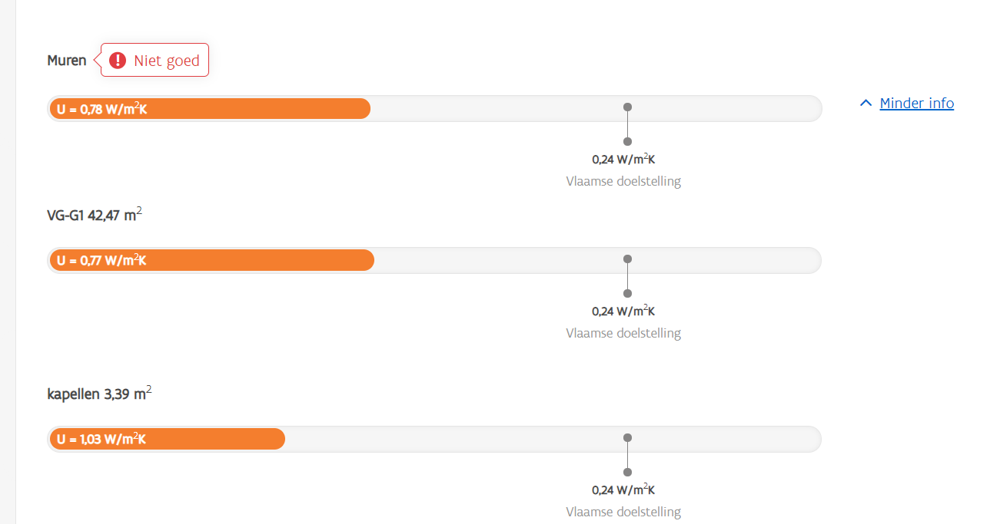 Muren
Niet goed
U = 0,78 W/m²K
Minder info
0,24 W/m²K
Vlaamse doelstelling
VG-G1 42,47 m²
U = 0,77 W/m²K
0,24 W/m²K
Vlaamse doelstelling
kapellen 3,39 m²
U = 1,03 W/m²K
0,24 W/m²K
Vlaamse doelstelling